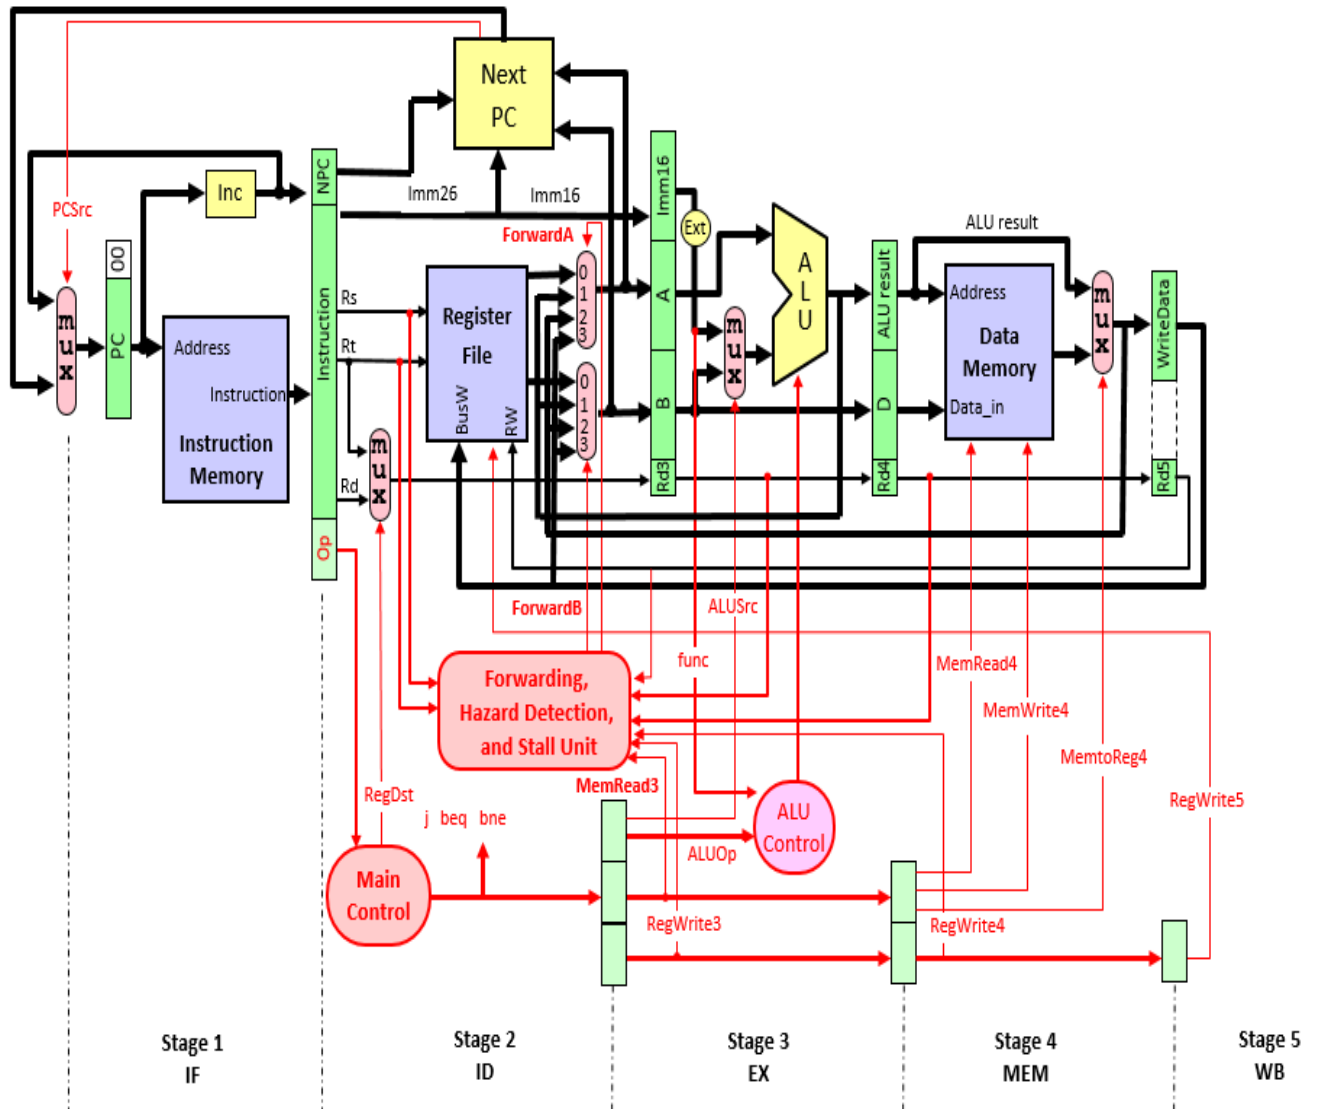 Next
PC
NPC
Inc
Imm26
Imm16
PCSrc
00
ForwardA
Imm16
Ext
ALU result
A
L
U
mux
PC
Address
Instruction
Instruction
Memory
Instruction
Rs
Rt
Rd
Op
mux
Register
File
BusW
RW
0
1
2
3
0
1
2
3
A
B
Rd3
mux
ALU result
D
Rd4
Address
Data
Memory
Data_in
mux
WriteData
Rd5
ForwardB
ALUSrc
func
MemRead4
MemWrite4
MemtoReg4
RegWrite5
Forwarding,
Hazard Detection,
and Stall Unit
MemRead3
RegDst
j beq bne
ALUOp
ALU
Control
Main
Control
RegWrite3
RegWrite4
Stage 1
IF
Stage 2
ID
Stage 3
EX
Stage 4
MEM
Stage 5
WB